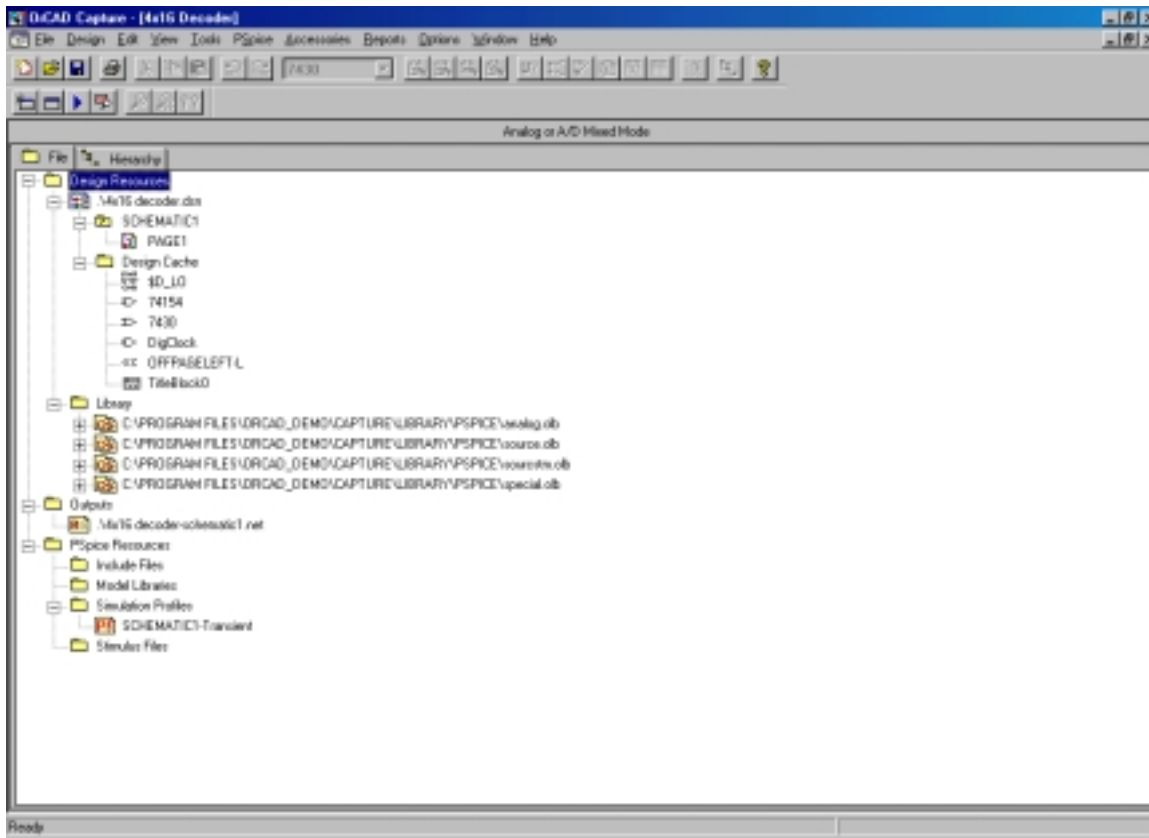 OrCAD Capture - [4x16 Decoder]
File Design Edit View Tools PSpice Accessories Reports Options Window Help
7430
Analog or A/D Mixed Mode
File Hierarchy
Design Resources
.\4x16 decoder.dsn
SCHEMATIC1
PAGE1
Design Cache
$D_LO
74154
7430
DigClock
OFFPAGELEFT-L
TitleBlock0
Library
C:\PROGRAM FILES\ORCAD_DEMO\CAPTURE\LIBRARY\PSPICE\analog.olb
C:\PROGRAM FILES\ORCAD_DEMO\CAPTURE\LIBRARY\PSPICE\source.olb
C:\PROGRAM FILES\ORCAD_DEMO\CAPTURE\LIBRARY\PSPICE\sourcstm.olb
C:\PROGRAM FILES\ORCAD_DEMO\CAPTURE\LIBRARY\PSPICE\special.olb
Outputs
.\4x16 decoder-schematic1.net
PSpice Resources
Include Files
Model Libraries
Simulation Profiles
SCHEMATIC1-Transient
Stimulus Files
Ready